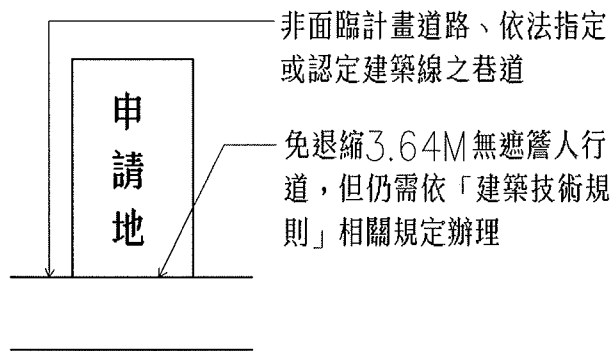 非面臨計畫道路、依法指定
或認定建築線之巷道
申請地
免退縮3.64M無遮簷人行
道，但仍需依「建築技術規
則」相關規定辦理